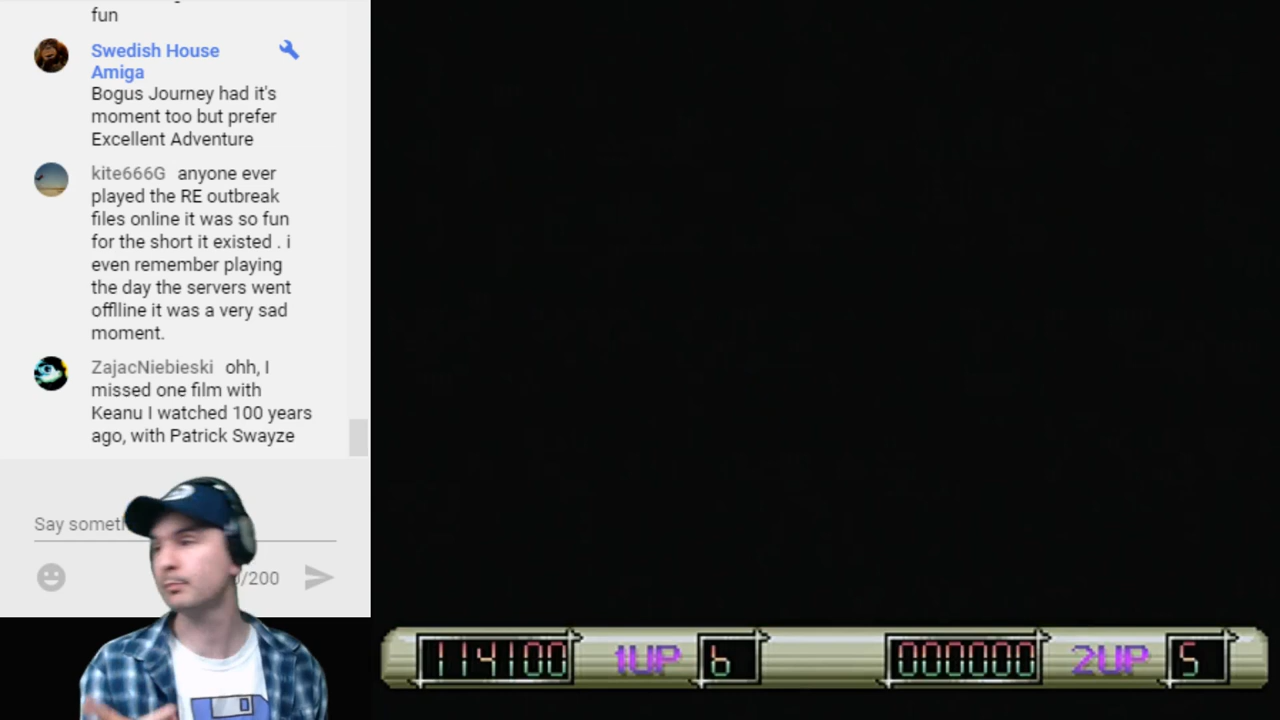 fun
Swedish House
Amiga
Bogus Journey had it's
moment too but prefer
Excellent Adventure
kite666G anyone ever
played the RE outbreak
files online it was so fun
for the short it existed . i
even remember playing
the day the servers went
offlline it was a very sad
moment.
ZajacNiebieski ohh, I
missed one film with
Keanu I watched 100 years
ago, with Patrick Swayze
Say
/200
114100 1UP 6 000000 2UP 5